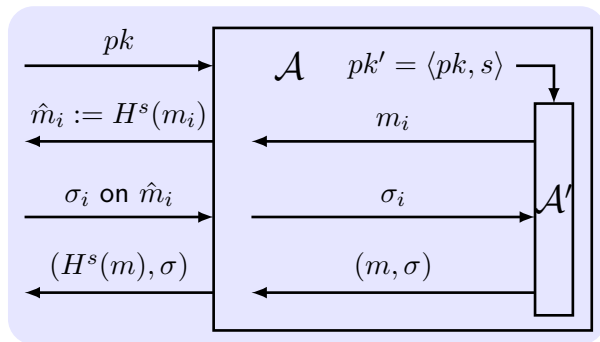 pk
𝒜 pk′ = ⟨pk, s⟩
m̂ᵢ := Hˢ(mᵢ) mᵢ
σᵢ on m̂ᵢ σᵢ 𝒜′
(Hˢ(m), σ) (m, σ)